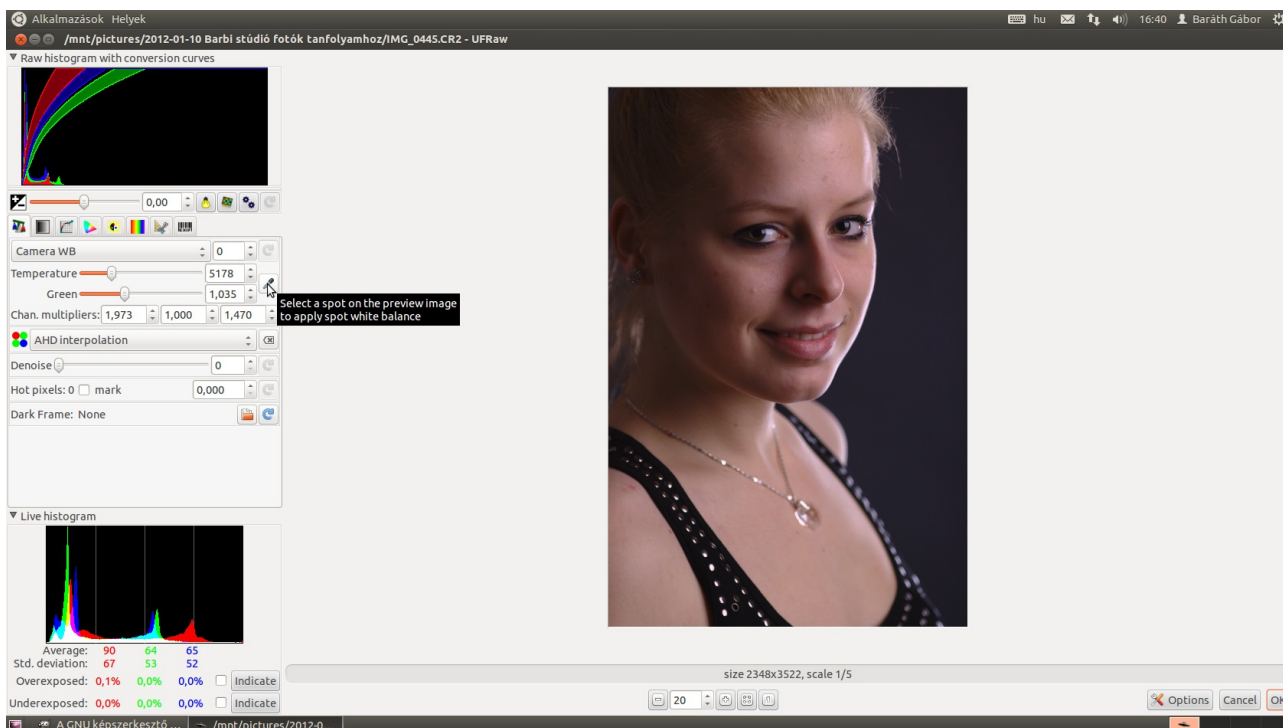 Alkalmazások Helyek hu 16:40 Baráth Gábor
/mnt/pictures/2012-01-10 Barbi stúdió fotók tanfolyamhoz/IMG_0445.CR2 - UFRaw
Raw histogram with conversion curves
0,00
Camera WB 0
Temperature 5178
Green 1,035
Select a spot on the preview image
to apply spot white balance
Chan. multipliers: 1,973 1,000 1,470
AHD interpolation
Denoise 0
Hot pixels: 0 mark 0,000
Dark Frame: None
Live histogram
Average: 90 64 65
Std. deviation: 67 53 52
Overexposed: 0,1% 0,0% 0,0% Indicate
Underexposed: 0,0% 0,0% 0,0% Indicate
size 2348x3522, scale 1/5
20
Options Cancel OK
A GNU képszerkesztő ... /mnt/pictures/2012-0...